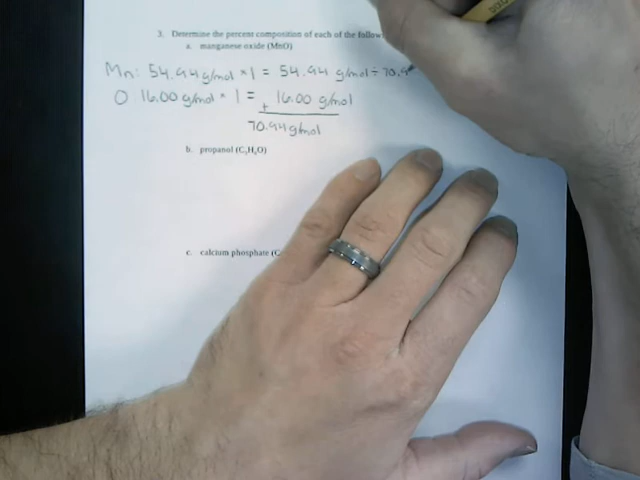 3. Determine the percent composition of each of the
a. manganese oxide (MnO)
Mn: 54.94 g/mol × 1 = 54.94 g/mol ÷ 70.9
O 16.00 g/mol × 1 = + 16.00 g/mol
70.94 g/mol
b. propanol (C₃H₈O)
c. calcium phosphate (C